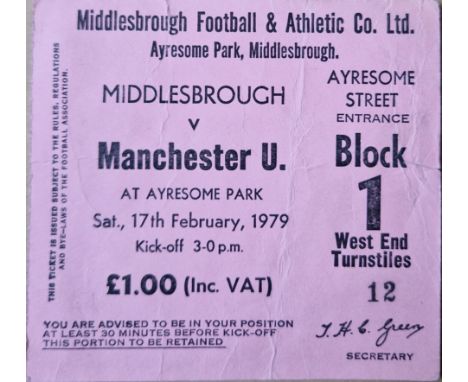 Middlesbrough Football & Athletic Co. Ltd.
Ayresome Park, Middlesbrough.
THIS TICKET IS ISSUED SUBJECT TO THE RULES, REGULATIONS
AND BYE-LAWS OF THE FOOTBALL ASSOCIATION.
MIDDLESBROUGH
v
Manchester U.
AT AYRESOME PARK
Sat., 17th February, 1979
Kick-off 3-0 p.m.
£1.00 (Inc. VAT)
YOU ARE ADVISED TO BE IN YOUR POSITION
AT LEAST 30 MINUTES BEFORE KICK-OFF
THIS PORTION TO BE RETAINED
AYRESOME
STREET
ENTRANCE
Block
1
West End
Turnstiles
12
T. H. C. Green
SECRETARY